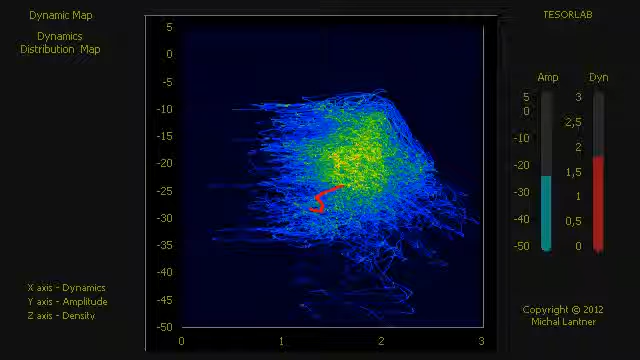 Dynamic Map
TESORLAB
Dynamics
Distribution Map
5
0
-5
-10
-15
-20
-25
-30
-35
-40
-45
-50
0
1
2
3
Amp
Dyn
5
0
-10
-20
-30
-40
-50
3
2,5
2
1,5
1
0,5
0
X axis - Dynamics
Y axis - Amplitude
Z axis - Density
Copyright © 2012
Michal Lantner